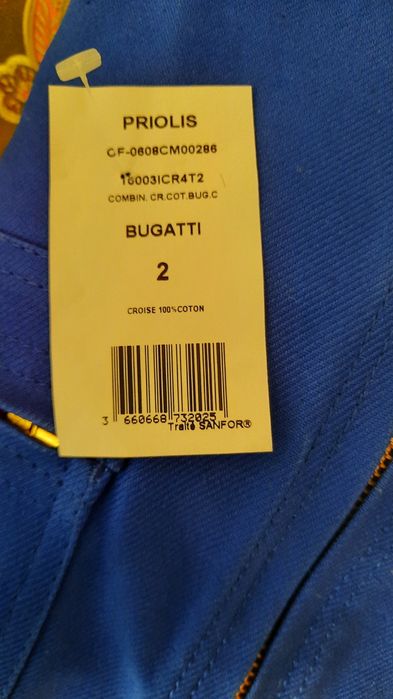 PRIOLIS
CF-0608CM00286
16003ICR4T2
COMBIN. CR.COT.BUG.C
BUGATTI
2
CROISE 100%COTON
3 660668 732025
Traité SANFOR®